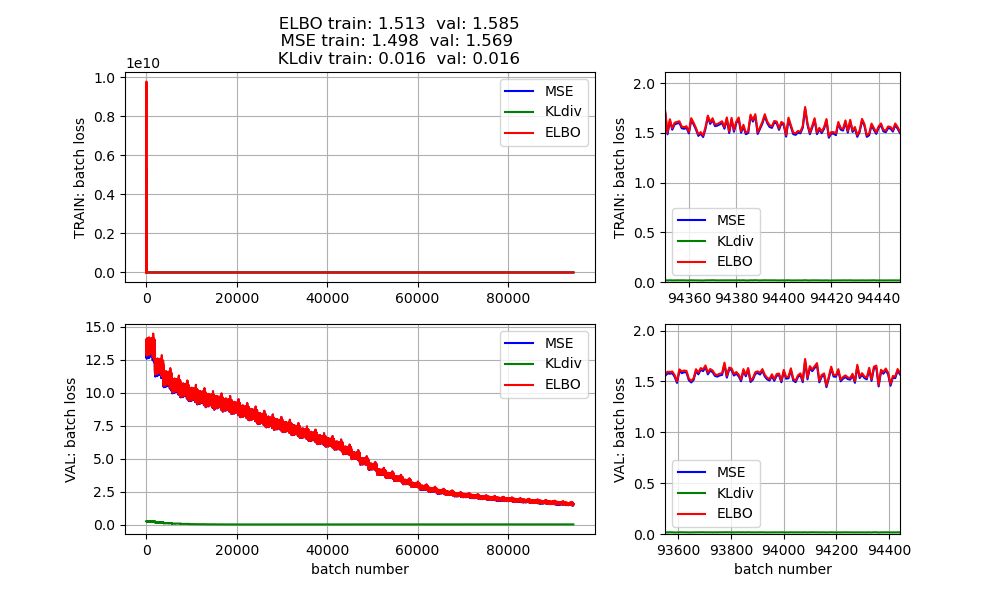 ELBO train: 1.513 val: 1.585
MSE train: 1.498 val: 1.569
KLdiv train: 0.016 val: 0.016
1e10
TRAIN: batch loss
1.0
0.8
0.6
0.4
0.2
0.0
0 20000 40000 60000 80000
MSE
KLdiv
ELBO
TRAIN: batch loss
2.0
1.5
1.0
0.5
0.0
94360 94380 94400 94420 94440
MSE
KLdiv
ELBO
VAL: batch loss
15.0
12.5
10.0
7.5
5.0
2.5
0.0
0 20000 40000 60000 80000
batch number
MSE
KLdiv
ELBO
VAL: batch loss
2.0
1.5
1.0
0.5
0.0
93600 93800 94000 94200 94400
batch number
MSE
KLdiv
ELBO